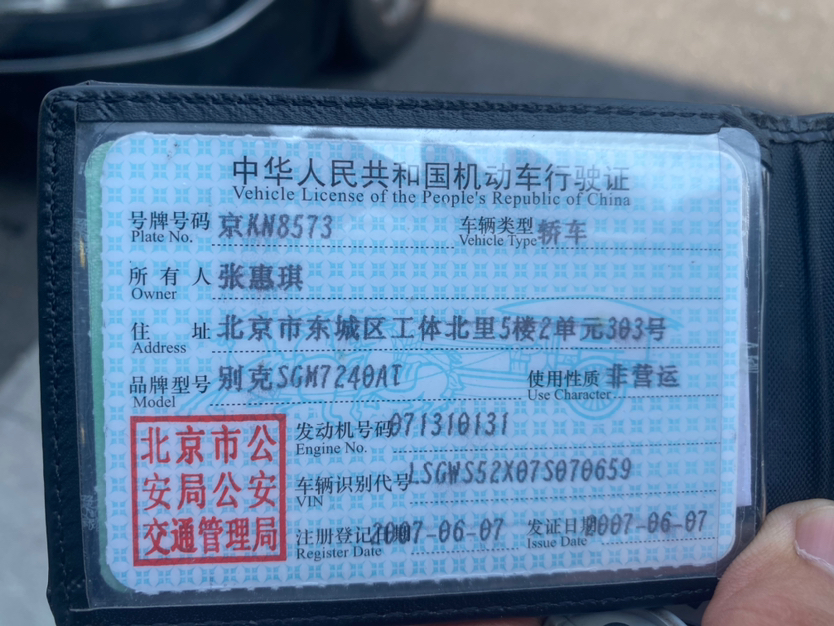 中华人民共和国机动车行驶证
Vehicle License of the People's Republic of China
号牌号码 京KN8573 车辆类型 轿车
Plate No. Vehicle Type
所有人 张惠琪
Owner
住址 北京市东城区工体北里5楼2单元303号
Address
品牌型号 别克SGM7240AT 使用性质 非营运
Model Use Character
北京市公
安局公安
交通管理局
发动机号码 071310131
Engine No.
车辆识别代号 LSGWS52X07S070659
VIN
注册登记日期 2007-06-07 发证日期 2007-06-07
Register Date Issue Date